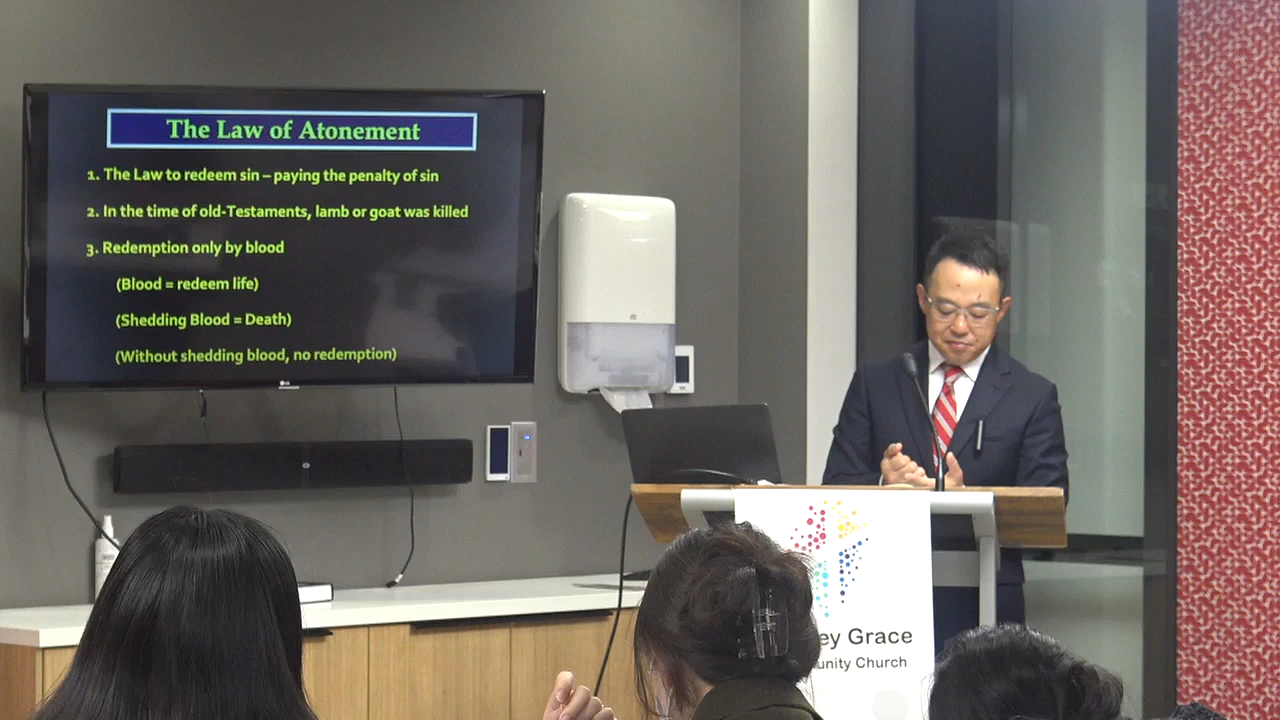 The Law of Atonement
1. The Law to redeem sin – paying the penalty of sin
2. In the time of old-Testaments, lamb or goat was killed
3. Redemption only by blood
(Blood = redeem life)
(Shedding Blood = Death)
(Without shedding blood, no redemption)
LG
ey Grace
unity Church